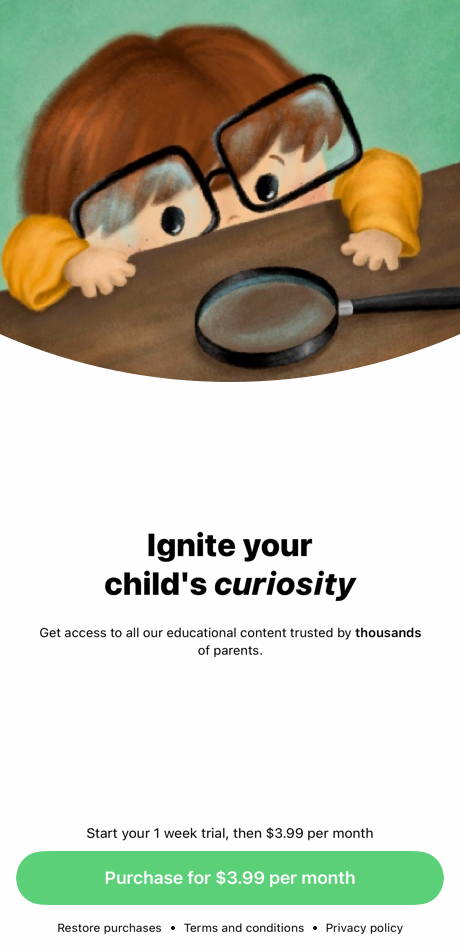 Ignite your
child's curiosity
Get access to all our educational content trusted by thousands
of parents.
Start your 1 week trial, then $3.99 per month
Purchase for $3.99 per month
Restore purchases • Terms and conditions • Privacy policy